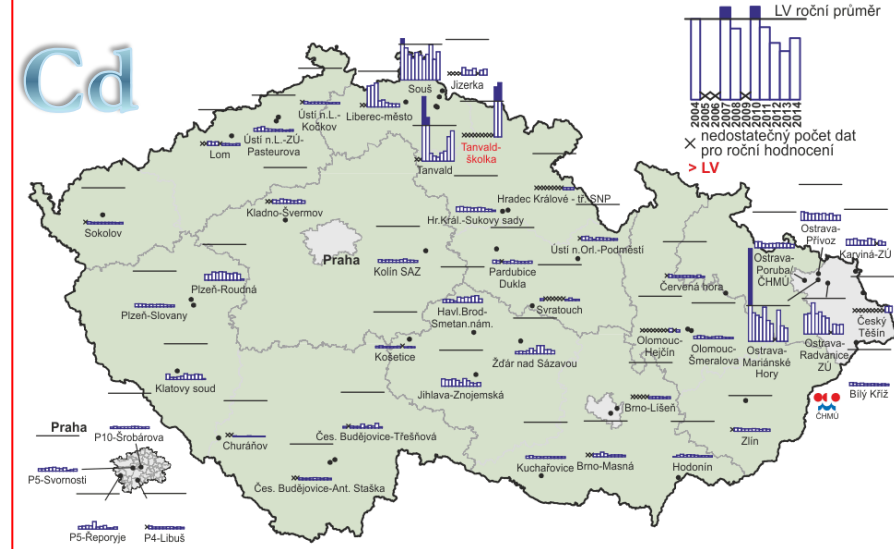 Cd
LV roční průměr
2004
2005
2006
2007
2008
2009
2010
2011
2012
2013
2014
× nedostatečný počet dat
pro roční hodnocení
> LV
Souš
Jizerka
Liberec-město
Ústí n.L.-
Kočkov
Ústí n.L.-ZÚ-
Pasteurova
Lom
Tanvald
Tanvald-
školka
Sokolov
Kladno-Švermov
Hradec Králové - tř. SNP
Hr.Král.-Sukovy sady
Ústí n.Orl.-Podměstí
Praha
Kolín SAZ
Pardubice
Dukla
Plzeň-Roudná
Plzeň-Slovany
Havl.Brod-
Smetan.nám.
Svratouch
Červená hora
Ostrava-
Přívoz
Ostrava-
Poruba/
ČHMÚ
Karviná-ZÚ
Český
Těšín
Košetice
Žďár nad Sázavou
Olomouc-
Hejčín
Olomouc-
Šmeralova
Ostrava-
Mariánské
Hory
Ostrava-
Radvanice
ZÚ
Klatovy soud
Jihlava-Znojemská
Brno-Líšeň
Bílý Kříž
ČHMÚ
Zlín
Praha
P10-Šrobárova
P5-Svornosti
Churáňov
Čes. Budějovice-Třešňová
Čes. Budějovice-Ant. Staška
Kuchařovice
Brno-Masná
Hodonín
P5-Řeporyje
P4-Libuš